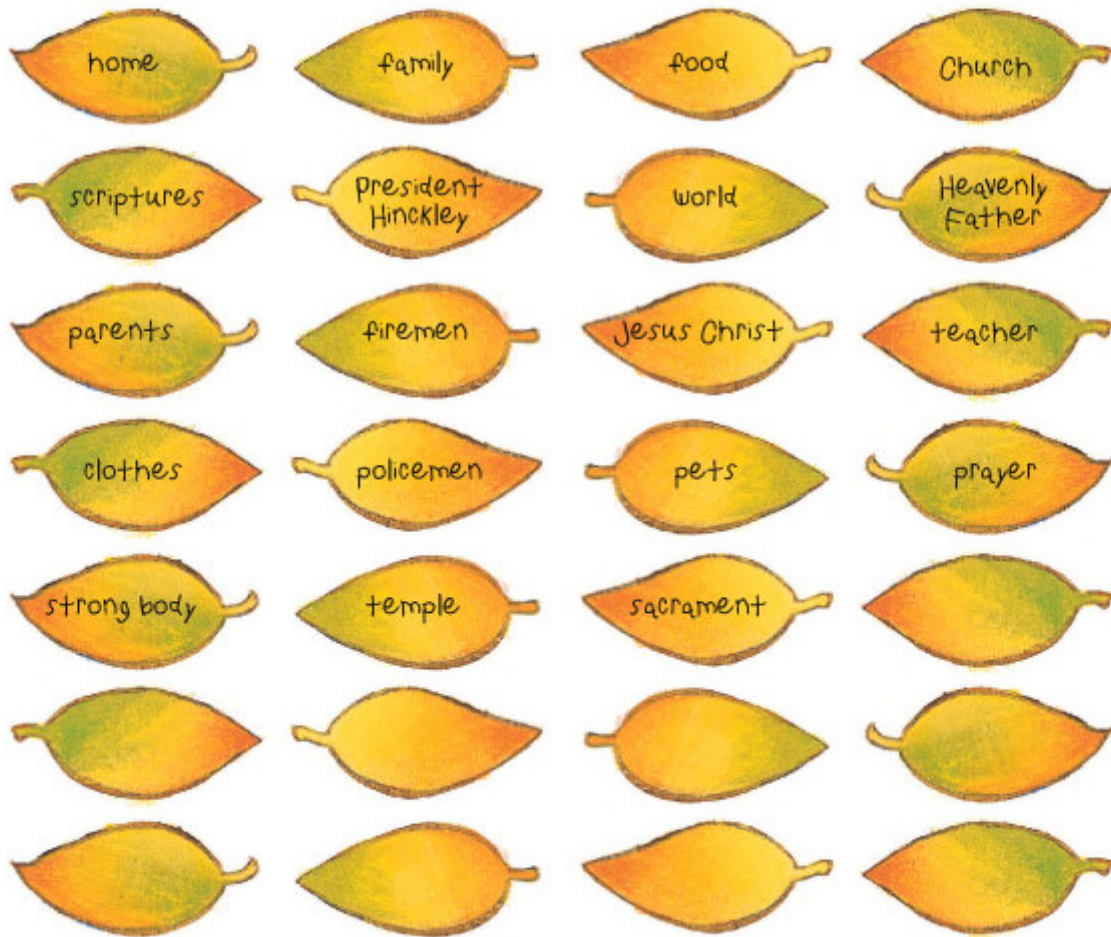 home
family
food
Church
scriptures
President
Hinckley
world
Heavenly
Father
parents
firemen
Jesus Christ
teacher
clothes
policemen
pets
prayer
strong body
temple
sacrament